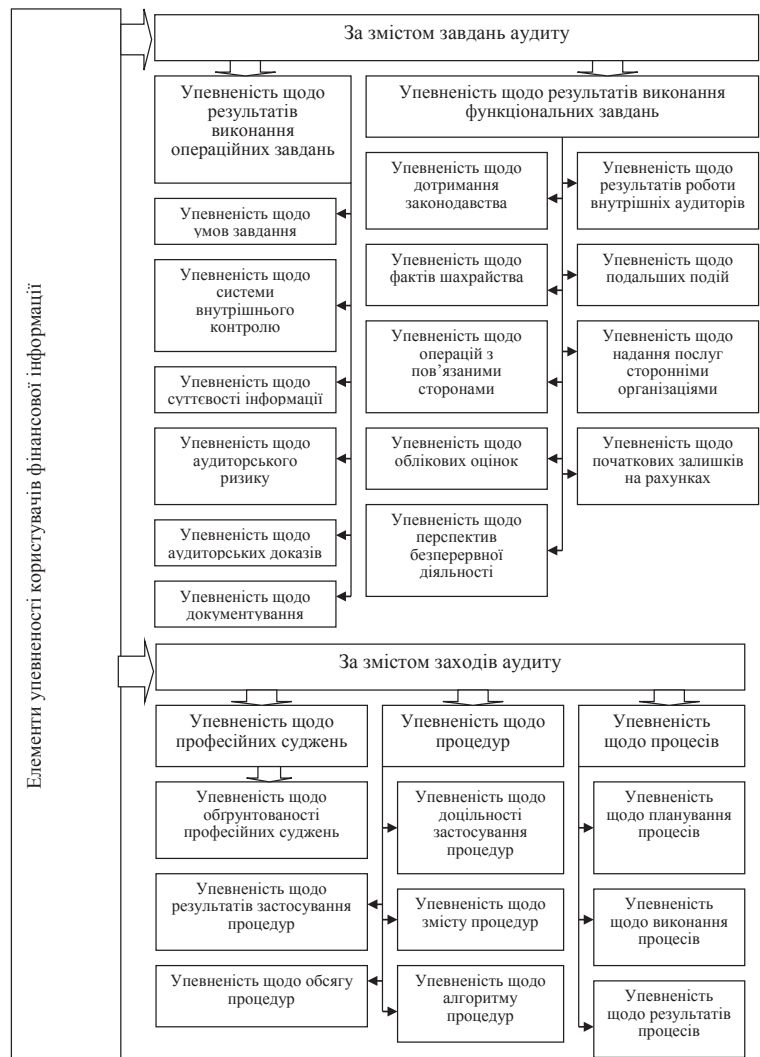 Елементи упевненості користувачів фінансової інформації
За змістом завдань аудиту
Упевненість щодо
результатів
виконання
операційних завдань
Упевненість щодо
умов завдання
Упевненість щодо
системи
внутрішнього
контролю
Упевненість щодо
суттєвості інформації
Упевненість щодо
аудиторського
ризику
Упевненість щодо
аудиторських доказів
Упевненість щодо
документування
Упевненість щодо результатів виконання
функціональних завдань
Упевненість щодо
дотримання
законодавства
Упевненість щодо
результатів роботи
внутрішніх аудиторів
Упевненість щодо
фактів шахрайства
Упевненість щодо
подальших подій
Упевненість щодо
операцій з
пов’язаними
сторонами
Упевненість щодо
надання послуг
сторонніми
організаціями
Упевненість щодо
облікових оцінок
Упевненість щодо
початкових залишків
на рахунках
Упевненість щодо
перспектив
безперервної
діяльності
За змістом заходів аудиту
Упевненість щодо
професійних суджень
Упевненість щодо
обґрунтованості
професійних суджень
Упевненість щодо
процедур
Упевненість щодо
доцільності
застосування
процедур
Упевненість щодо
результатів застосування
процедур
Упевненість щодо
змісту процедур
Упевненість щодо обсягу
процедур
Упевненість щодо
алгоритму
процедур
Упевненість
щодо процесів
Упевненість
щодо планування
процесів
Упевненість
щодо виконання
процесів
Упевненість
щодо результатів
процесів